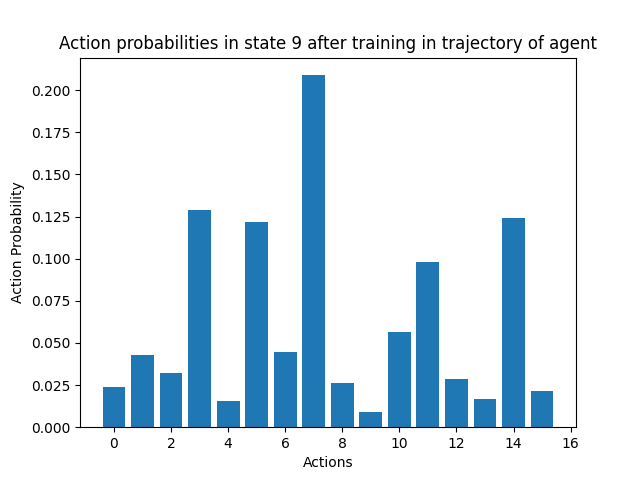 Action probabilities in state 9 after training in trajectory of agent
0.200
0.175
0.150
0.125
0.100
0.075
0.050
0.025
0.000
Action Probability
0 2 4 6 8 10 12 14 16
Actions